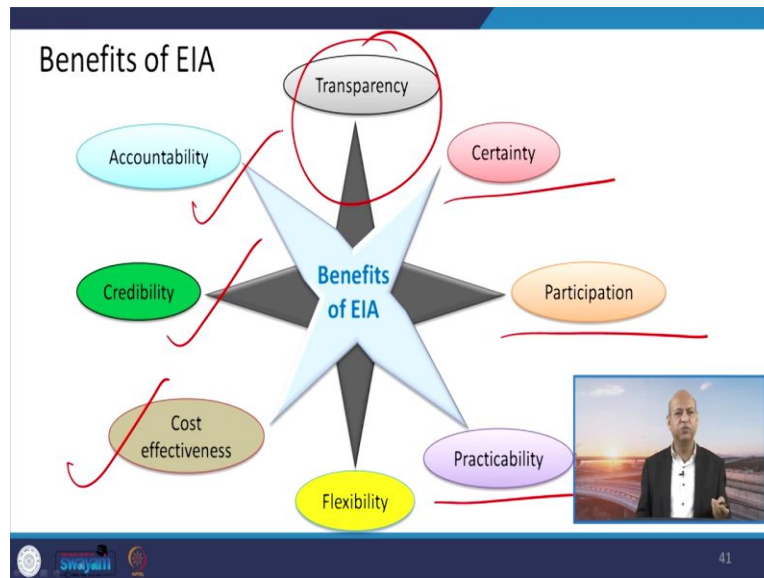 Benefits of EIA
Transparency
Accountability
Certainty
Credibility
Benefits
of EIA
Participation
Cost
effectiveness
Practicability
Flexibility
swayam
41